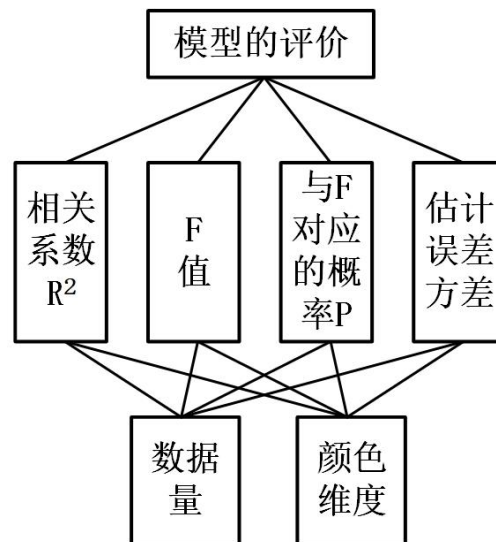 模型的评价
相关
系数
R²
F
值
与F
对应
的概
率P
估计
误差
方差
数据
量
颜色
维度